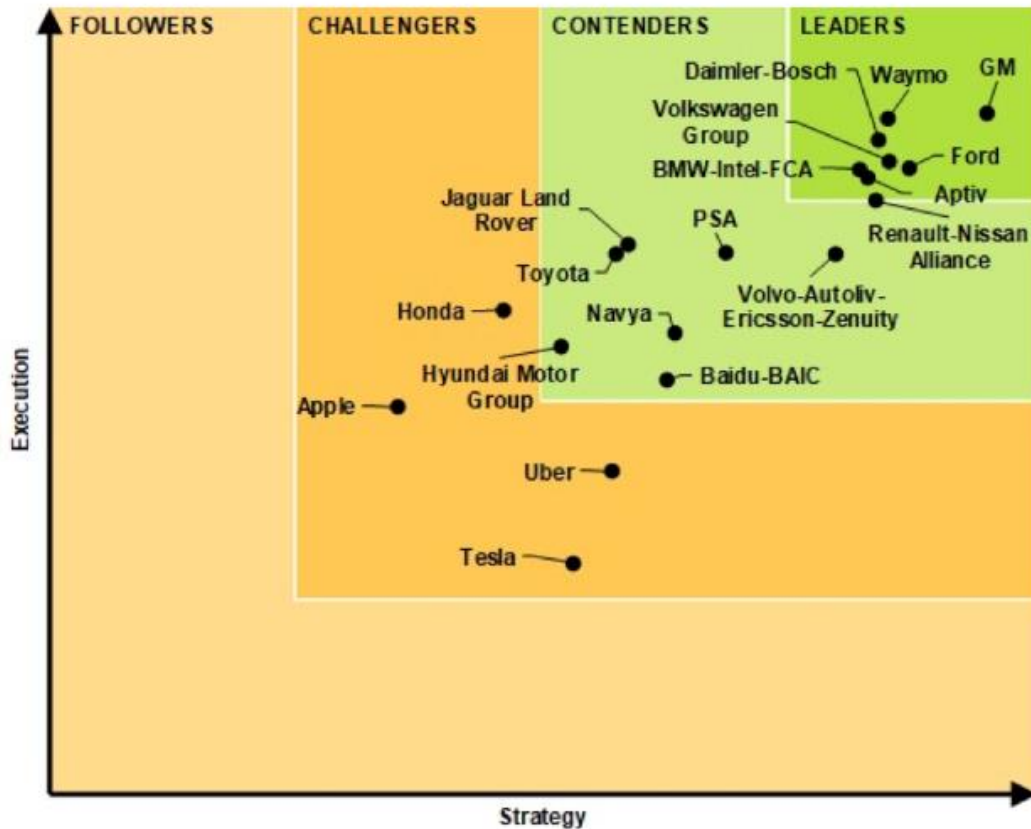 FOLLOWERS
CHALLENGERS
CONTENDERS
LEADERS
Daimler-Bosch
Waymo
GM
Volkswagen
Group
BMW-Intel-FCA
Ford
Aptiv
Jaguar Land
Rover
PSA
Renault-Nissan
Alliance
Toyota
Volvo-Autoliv-
Ericsson-Zenuity
Honda
Navya
Hyundai Motor
Group
Baidu-BAIC
Apple
Uber
Tesla
Execution
Strategy